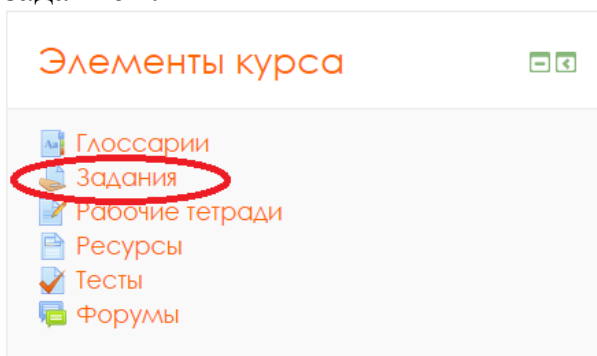 Элементы курса
Глоссарии
Задания
Рабочие тетради
Ресурсы
Тесты
Форумы